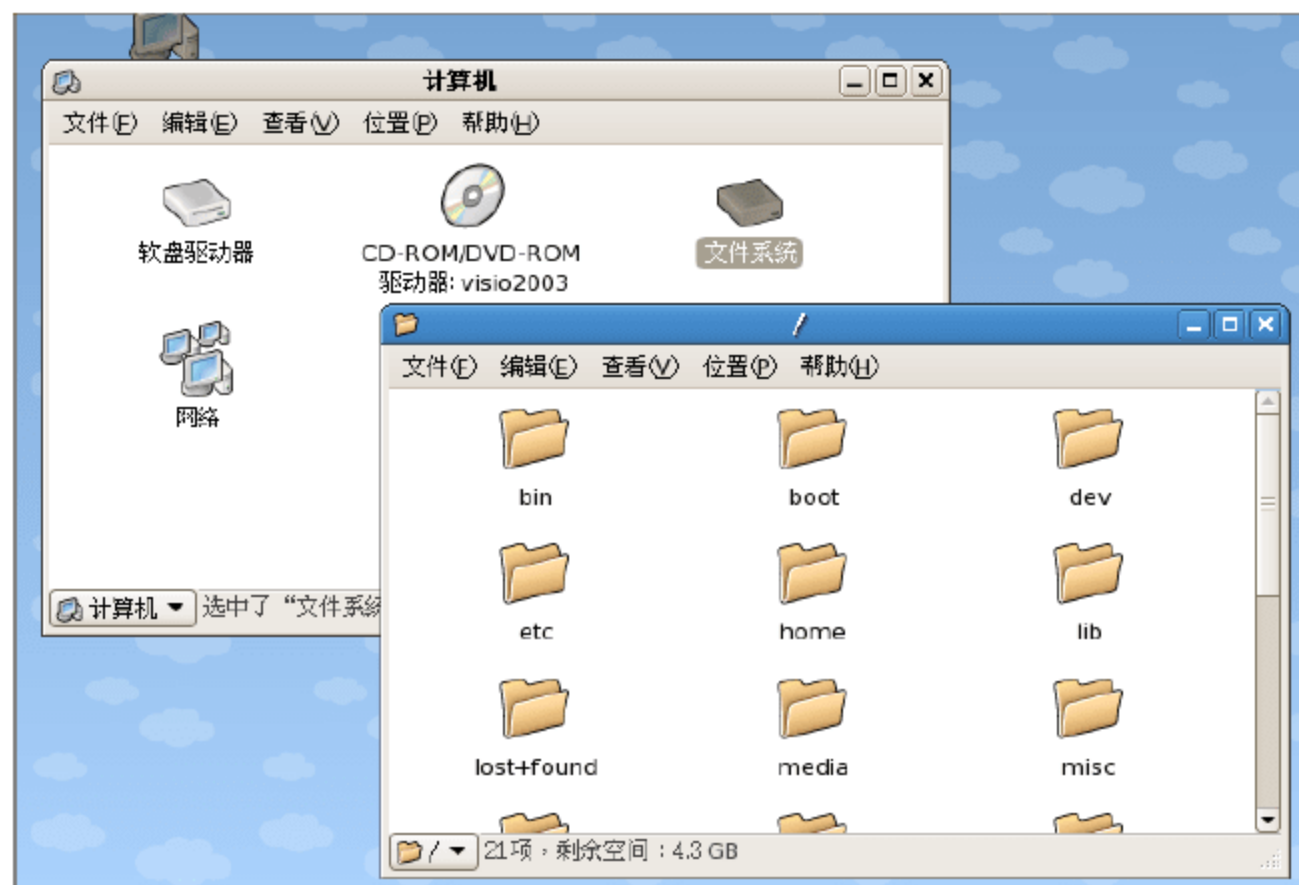 计算机
文件(F) 编辑(E) 查看(V) 位置(P) 帮助(H)
软盘驱动器
CD-ROM/DVD-ROM
驱动器: visio2003
文件系统
网络
计算机 选中了 “文件系统
/
文件(F) 编辑(E) 查看(V) 位置(P) 帮助(H)
bin boot dev
etc home lib
lost+found media misc
/ 21项，剩余空间：4.3 GB